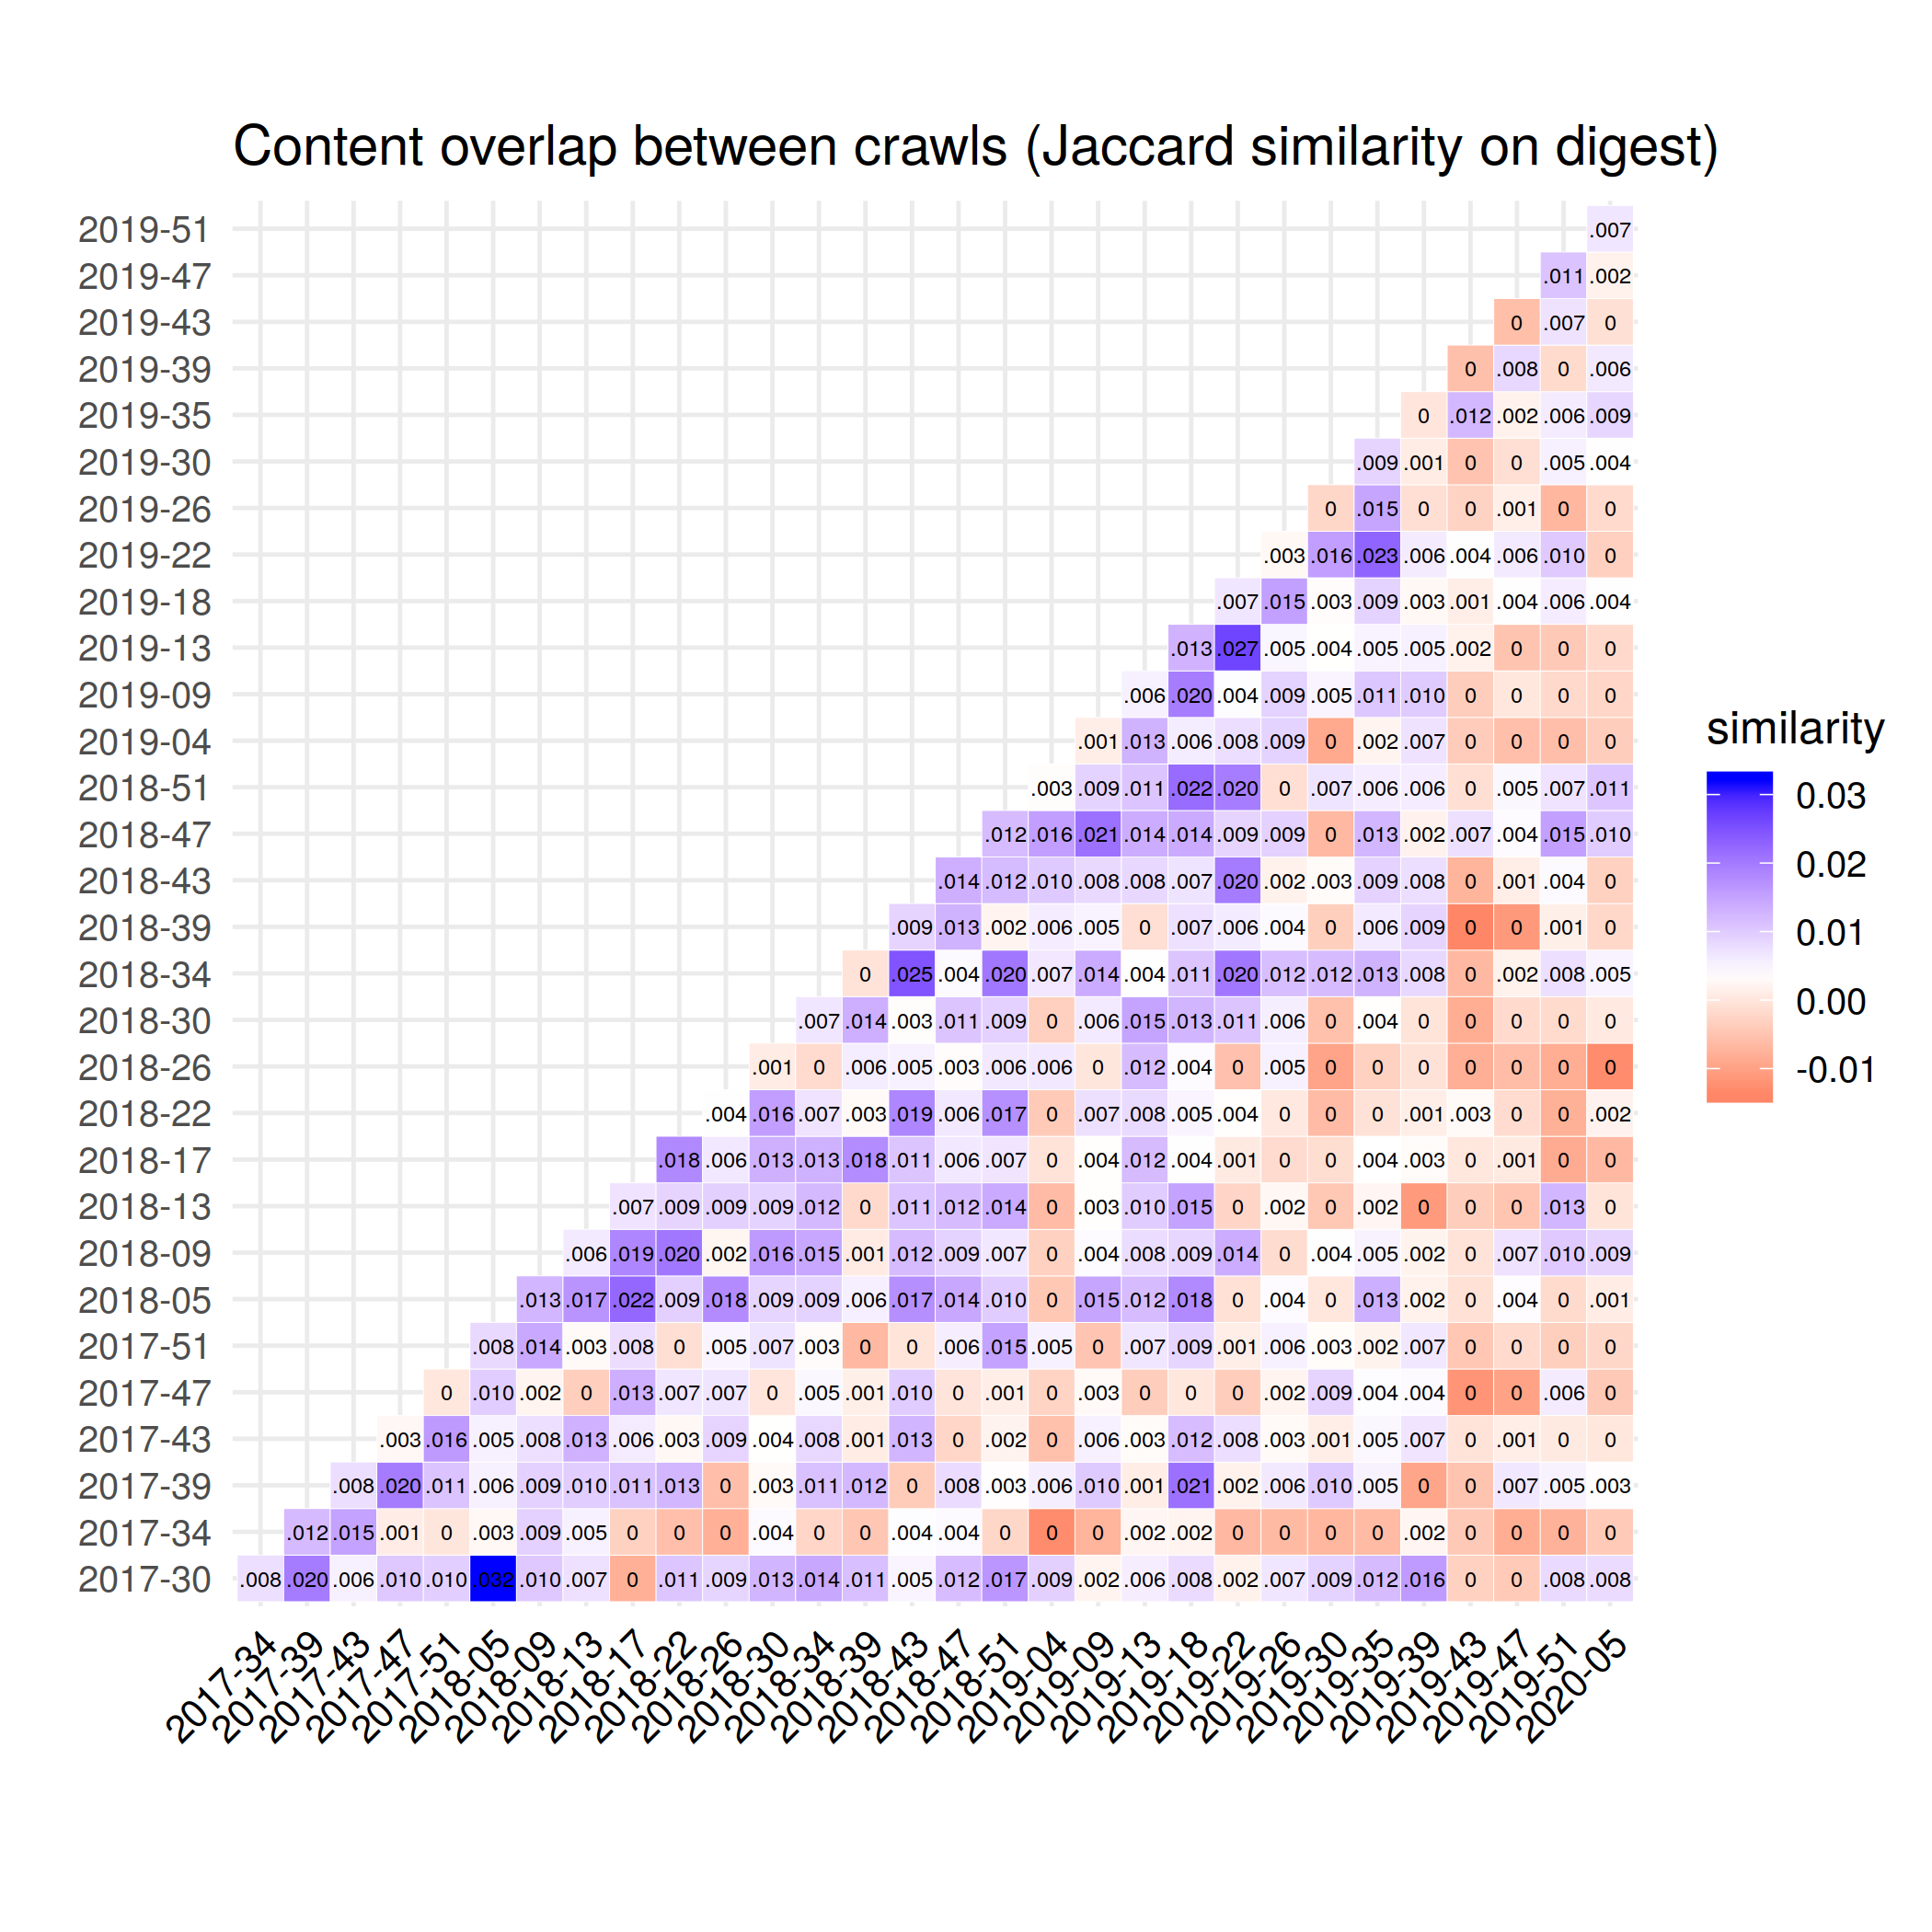 Content overlap between crawls (Jaccard similarity on digest)
2019-51 .007
2019-47 .011 .002
2019-43 0 .007 0
2019-39 0 .008 0 .006
2019-35 0 .012 .002 .006 .009
2019-30 .009 .001 0 0 .005 .004
2019-26 0 .015 0 0 .001 0 0
2019-22 .003 .016 .023 .006 .004 .006 .010 0
2019-18 .007 .015 .003 .009 .003 .001 .004 .006 .004
2019-13 .013 .027 .005 .004 .005 .005 .002 0 0 0
2019-09 .006 .020 .004 .009 .005 .011 .010 0 0 0 0
2019-04 .001 .013 .006 .008 .009 0 .002 .007 0 0 0 0
2018-51 .003 .009 .011 .022 .020 0 .007 .006 .006 0 .005 .007 .011
2018-47 .012 .016 .021 .014 .014 .009 .009 0 .013 .002 .007 .004 .015 .010
2018-43 .014 .012 .010 .008 .008 .007 .020 .002 .003 .009 .008 0 .001 .004 0
2018-39 .009 .013 .002 .006 .005 0 .007 .006 .004 0 .006 .009 0 0 .001 0
2018-34 0 .025 .004 .020 .007 .014 .004 .011 .020 .012 .012 .013 .008 0 .002 .008 .005
2018-30 .007 .014 .003 .011 .009 0 .006 .015 .013 .011 .006 0 .004 0 0 0 0 0
2018-26 .001 0 .006 .005 .003 .006 .006 0 .012 .004 0 .005 0 0 0 0 0 0 0
2018-22 .004 .016 .007 .003 .019 .006 .017 0 .007 .008 .005 .004 0 0 0 .001 .003 0 0 .002
2018-17 .018 .006 .013 .013 .018 .011 .006 .007 0 .004 .012 .004 .001 0 0 .004 .003 0 .001 0 0
2018-13 .007 .009 .009 .009 .012 0 .011 .012 .014 0 .003 .010 .015 0 .002 0 .002 0 0 0 .013 0
2018-09 .006 .019 .020 .002 .016 .015 .001 .012 .009 .007 0 .004 .008 .009 .014 0 .004 .005 .002 0 .007 .010 .009
2018-05 .013 .017 .022 .009 .018 .009 .009 .006 .017 .014 .010 0 .015 .012 .018 0 .004 0 .013 .002 0 .004 0 .001
2017-51 .008 .014 .003 .008 0 .005 .007 .003 0 0 .006 .015 .005 0 .007 .009 .001 .006 .003 .002 .007 0 0 0 0
2017-47 0 .010 .002 0 .013 .007 .007 0 .005 .001 .010 0 .001 0 .003 0 0 0 .002 .009 .004 .004 0 0 .006 0
2017-43 .003 .016 .005 .008 .013 .006 .003 .009 .004 .008 .001 .013 0 .002 0 .006 .003 .012 .008 .003 .001 .005 .007 0 .001 0 0
2017-39 .008 .020 .011 .006 .009 .010 .011 .013 0 .003 .011 .012 0 .008 .003 .006 .010 .001 .021 .002 .006 .010 .005 0 0 .007 .005 .003
2017-34 .012 .015 .001 0 .003 .009 .005 0 0 0 .004 0 0 .004 .004 0 0 0 .002 .002 0 0 0 0 .002 0 0 0 0
2017-30 .008 .020 .006 .010 .010 .032 .010 .007 0 .011 .009 .013 .014 .011 .005 .012 .017 .009 .002 .006 .008 .002 .007 .009 .012 .016 0 0 .008 .008
2017-34 2017-39 2017-43 2017-47 2017-51 2018-05 2018-09 2018-13 2018-17 2018-22 2018-26 2018-30 2018-34 2018-39 2018-43 2018-47 2018-51 2019-04 2019-09 2019-13 2019-18 2019-22 2019-26 2019-30 2019-35 2019-39 2019-43 2019-47 2019-51 2020-05
similarity
0.03
0.02
0.01
0.00
-0.01